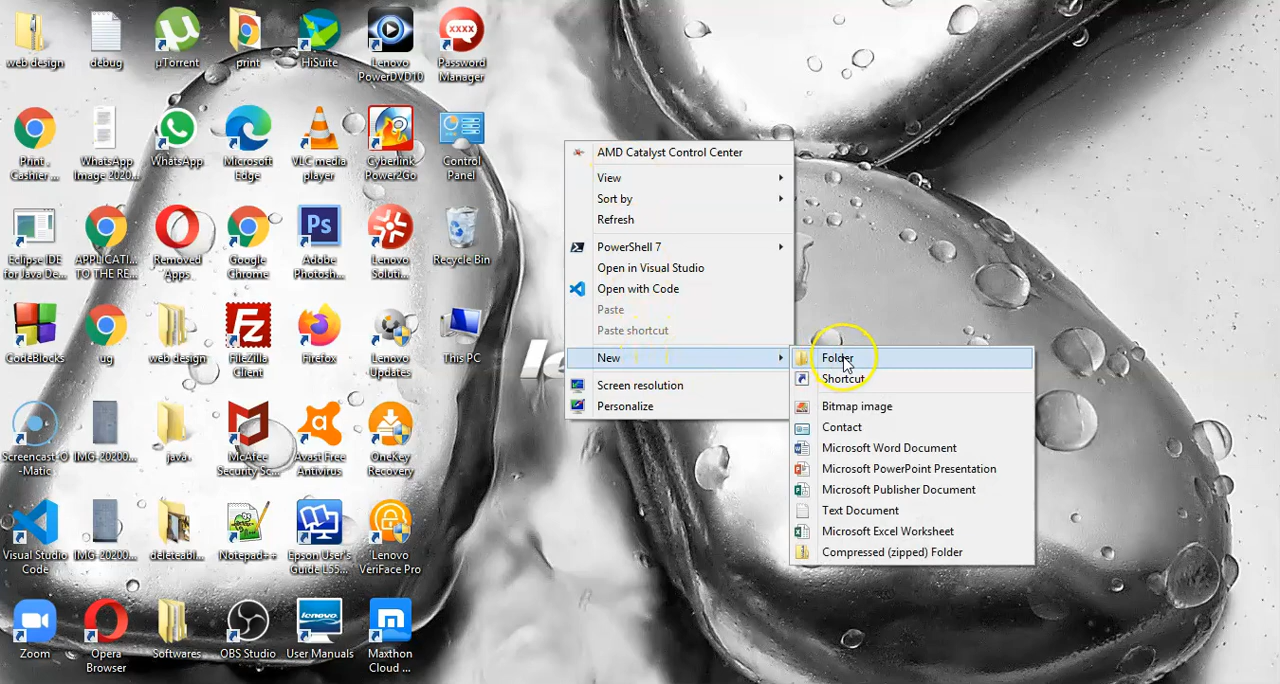 web design
debug
µTorrent
print
HiSuite
Lenovo
PowerDVD10
xxxx
Password
Manager
Print ,
Cashier ...
WhatsApp
Image 2020...
WhatsApp
Microsoft
Edge
VLC media
player
Cyberlink
Power2Go
Control
Panel
Eclipse IDE
for Java De...
APPLICATI...
TO THE RE...
Removed
Apps
Google
Chrome
Ps
Adobe
Photosh...
Lenovo
Soluti...
Recycle Bin
CodeBlocks
ug
web design
FZ
FileZilla
Client
Firefox
Lenovo
Updates
This PC
Screencast-O
-Matic
IMG-20200...
java
McAfee
Security Sc...
Avast Free
Antivirus
OneKey
Recovery
Visual Studio
Code
IMG-20200...
deleteabl...
Notepad++
Epson User's
Guide L55...
Lenovo
VeriFace Pro
Zoom
Opera
Browser
Softwares
OBS Studio
lenovo
User Manuals
Maxthon
Cloud ...
AMD Catalyst Control Center
View
Sort by
Refresh
PowerShell 7
Open in Visual Studio
Open with Code
Paste
Paste shortcut
New
Screen resolution
Personalize
Folder
Shortcut
Bitmap image
Contact
Microsoft Word Document
Microsoft PowerPoint Presentation
Microsoft Publisher Document
Text Document
Microsoft Excel Worksheet
Compressed (zipped) Folder